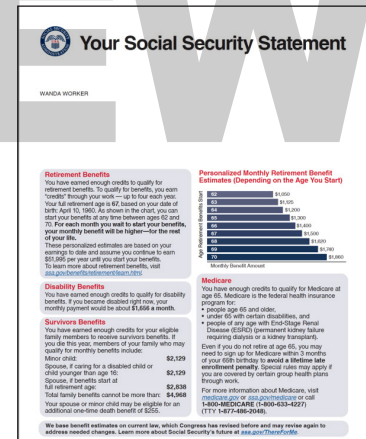 Your Social Security Statement
WANDA WORKER
Retirement Benefits
You have earned enough credits to qualify for
retirement benefits. To qualify for benefits, you earn
"credits" through your work — up to four each year.
Your full retirement age is 67, based on your date of
birth: April 10, 1960. As shown in the chart, you can
start your benefits at any time between ages 62 and
70. For each month you wait to start your benefits,
your monthly benefit will be higher—for the rest
of your life.
These personalized estimates are based on your
earnings to date and assume you continue to earn
$51,995 per year until you start your benefits.
To learn more about retirement benefits, visit
ssa.gov/benefits/retirement/learn.html.
Disability Benefits
You have earned enough credits to qualify for disability
benefits. If you became disabled right now, your
monthly payment would be about $1,656 a month.
Survivors Benefits
You have earned enough credits for your eligible
family members to receive survivors benefits. If
you die this year, members of your family who may
qualify for monthly benefits include:
Minor child: $2,129
Spouse, if caring for a disabled child or
child younger than age 16: $2,129
Spouse, if benefits start at
full retirement age: $2,838
Total family benefits cannot be more than: $4,968
Your spouse or minor child may be eligible for an
additional one-time death benefit of $255.
Personalized Monthly Retirement Benefit
Estimates (Depending on the Age You Start)
Age Retirement Benefits Start
62 $1,050
63 $1,125
64 $1,200
65 $1,300
66 $1,400
67 $1,500
68 $1,620
69 $1,740
70 $1,860
Monthly Benefit Amount
Medicare
You have enough credits to qualify for Medicare at
age 65. Medicare is the federal health insurance
program for:
• people age 65 and older,
• under 65 with certain disabilities, and
• people of any age with End-Stage Renal
Disease (ESRD) (permanent kidney failure
requiring dialysis or a kidney transplant).
Even if you do not retire at age 65, you may
need to sign up for Medicare within 3 months
of your 65th birthday to avoid a lifetime late
enrollment penalty. Special rules may apply if
you are covered by certain group health plans
through work.
For more information about Medicare, visit
medicare.gov or ssa.gov/medicare or call
1-800-MEDICARE (1-800-633-4227)
(TTY 1-877-486-2048).
We base benefit estimates on current law, which Congress has revised before and may revise again to
address needed changes. Learn more about Social Security's future at ssa.gov/ThereForMe.